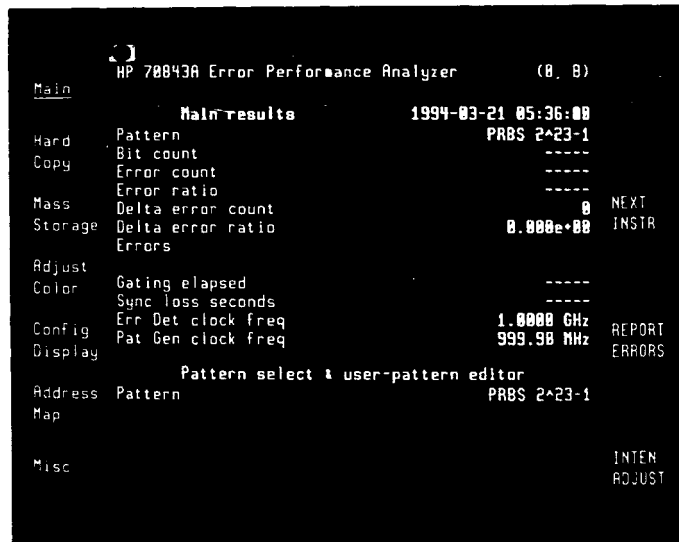 HP 70843A Error Performance Analyzer (0, 8)
Main
Main results 1994-03-21 05:36:00
Hard Copy
Pattern PRBS 2^23-1
Bit count -----
Error count -----
Error ratio -----
Mass Storage
Delta error count 0
Delta error ratio 0.000e+00
Errors
NEXT INSTR
Adjust Color
Gating elapsed -----
Sync loss seconds -----
Config Display
Err Det clock freq 1.0000 GHz
Pat Gen clock freq 999.98 MHz
REPORT ERRORS
Pattern select & user-pattern editor
Address Map
Pattern PRBS 2^23-1
Misc
INTEN ADJUST